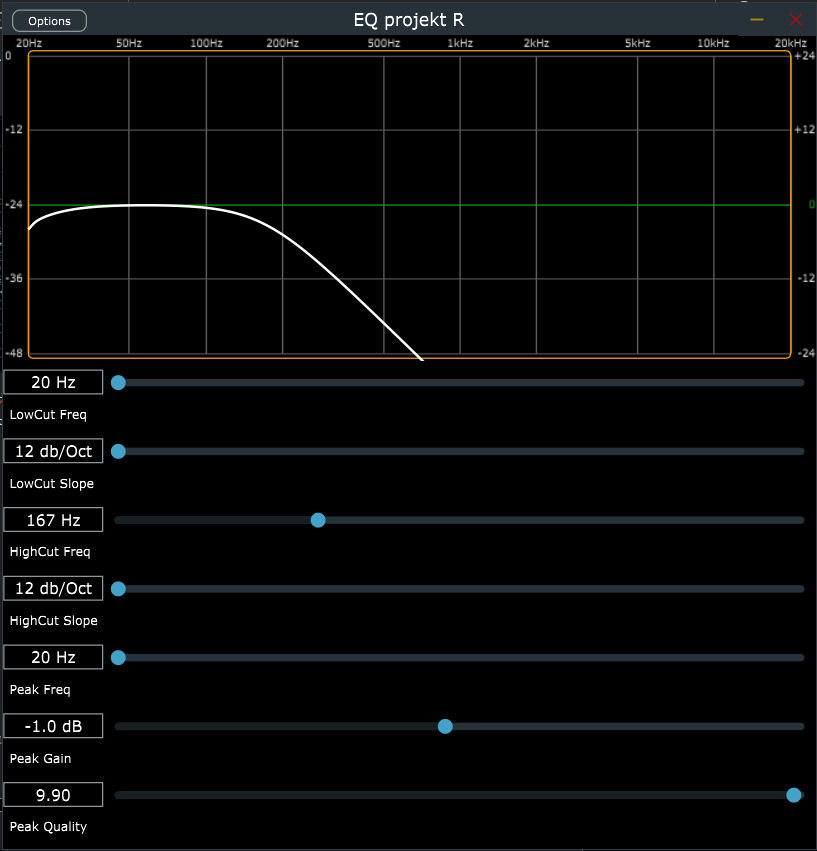 Options
EQ projekt R
20Hz 50Hz 100Hz 200Hz 500Hz 1kHz 2kHz 5kHz 10kHz 20kHz
0 +24
-12 +12
-24 0
-36 -12
-48 -24
20 Hz
LowCut Freq
12 db/Oct
LowCut Slope
167 Hz
HighCut Freq
12 db/Oct
HighCut Slope
20 Hz
Peak Freq
-1.0 dB
Peak Gain
9.90
Peak Quality